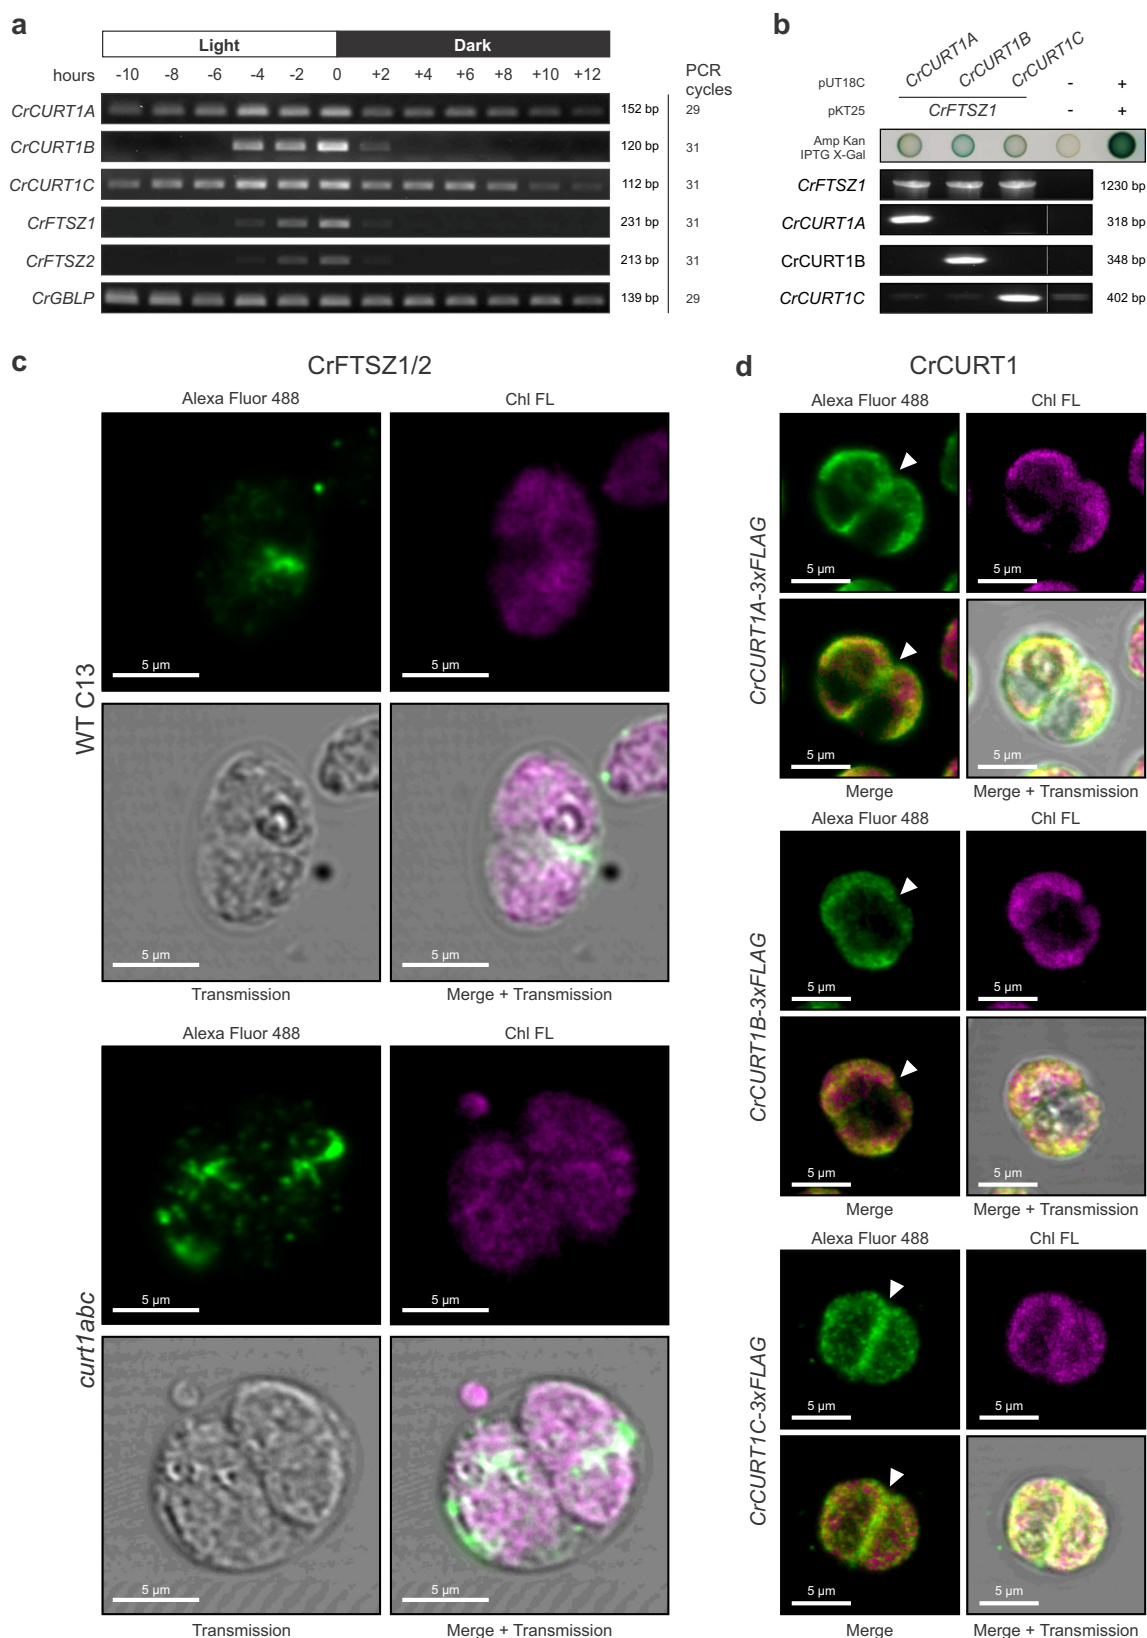 a
Light Dark
hours -10 -8 -6 -4 -2 0 +2 +4 +6 +8 +10 +12
PCR cycles
CrCURT1A 152 bp 29
CrCURT1B 120 bp 31
CrCURT1C 112 bp 31
CrFTSZ1 231 bp 31
CrFTSZ2 213 bp 31
CrGBLP 139 bp 29
b
pUT18C CrCURT1A CrCURT1B CrCURT1C - +
pKT25 CrFTSZ1 - +
Amp Kan
IPTG X-Gal
CrFTSZ1 1230 bp
CrCURT1A 318 bp
CrCURT1B 348 bp
CrCURT1C 402 bp
c
CrFTSZ1/2
WT C13
Alexa Fluor 488 Chl FL
5 µm 5 µm
5 µm 5 µm
Transmission Merge + Transmission
curt1abc
Alexa Fluor 488 Chl FL
5 µm 5 µm
5 µm 5 µm
Transmission Merge + Transmission
d
CrCURT1
CrCURT1A-3xFLAG
Alexa Fluor 488 Chl FL
5 µm 5 µm
5 µm 5 µm
Merge Merge + Transmission
CrCURT1B-3xFLAG
Alexa Fluor 488 Chl FL
5 µm 5 µm
5 µm 5 µm
Merge Merge + Transmission
CrCURT1C-3xFLAG
Alexa Fluor 488 Chl FL
5 µm 5 µm
5 µm 5 µm
Merge Merge + Transmission